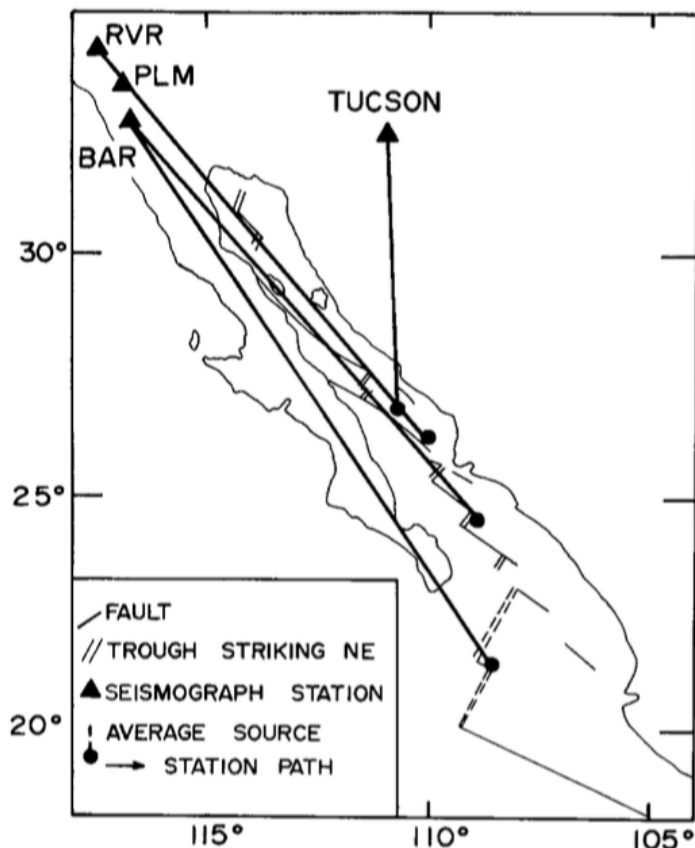 RVR
PLM
TUCSON
BAR
30°
25°
20°
FAULT
TROUGH STRIKING NE
SEISMOGRAPH STATION
AVERAGE SOURCE
STATION PATH
115° 110° 105°